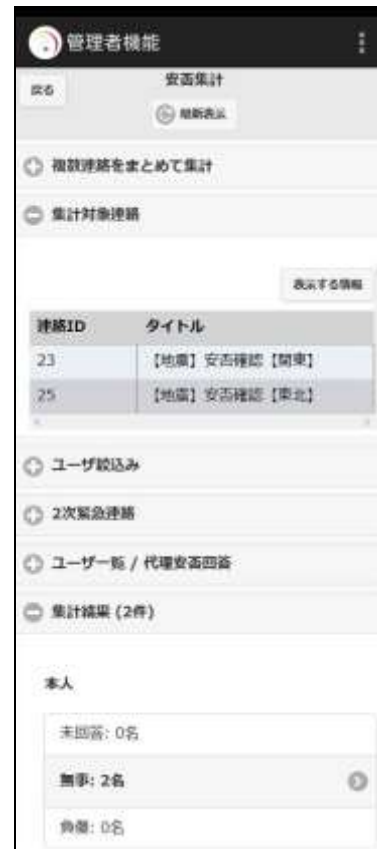 管理者機能
戻る
安否集計
最新表示
複数連絡をまとめて集計
集計対象連絡
表示する情報
連絡ID タイトル
23 【地震】安否確認【関東】
25 【地震】安否確認【東北】
ユーザ絞込み
2次緊急連絡
ユーザ一覧 / 代理安否回答
集計結果 (2件)
本人
未回答: 0名
無事: 2名
負傷: 0名